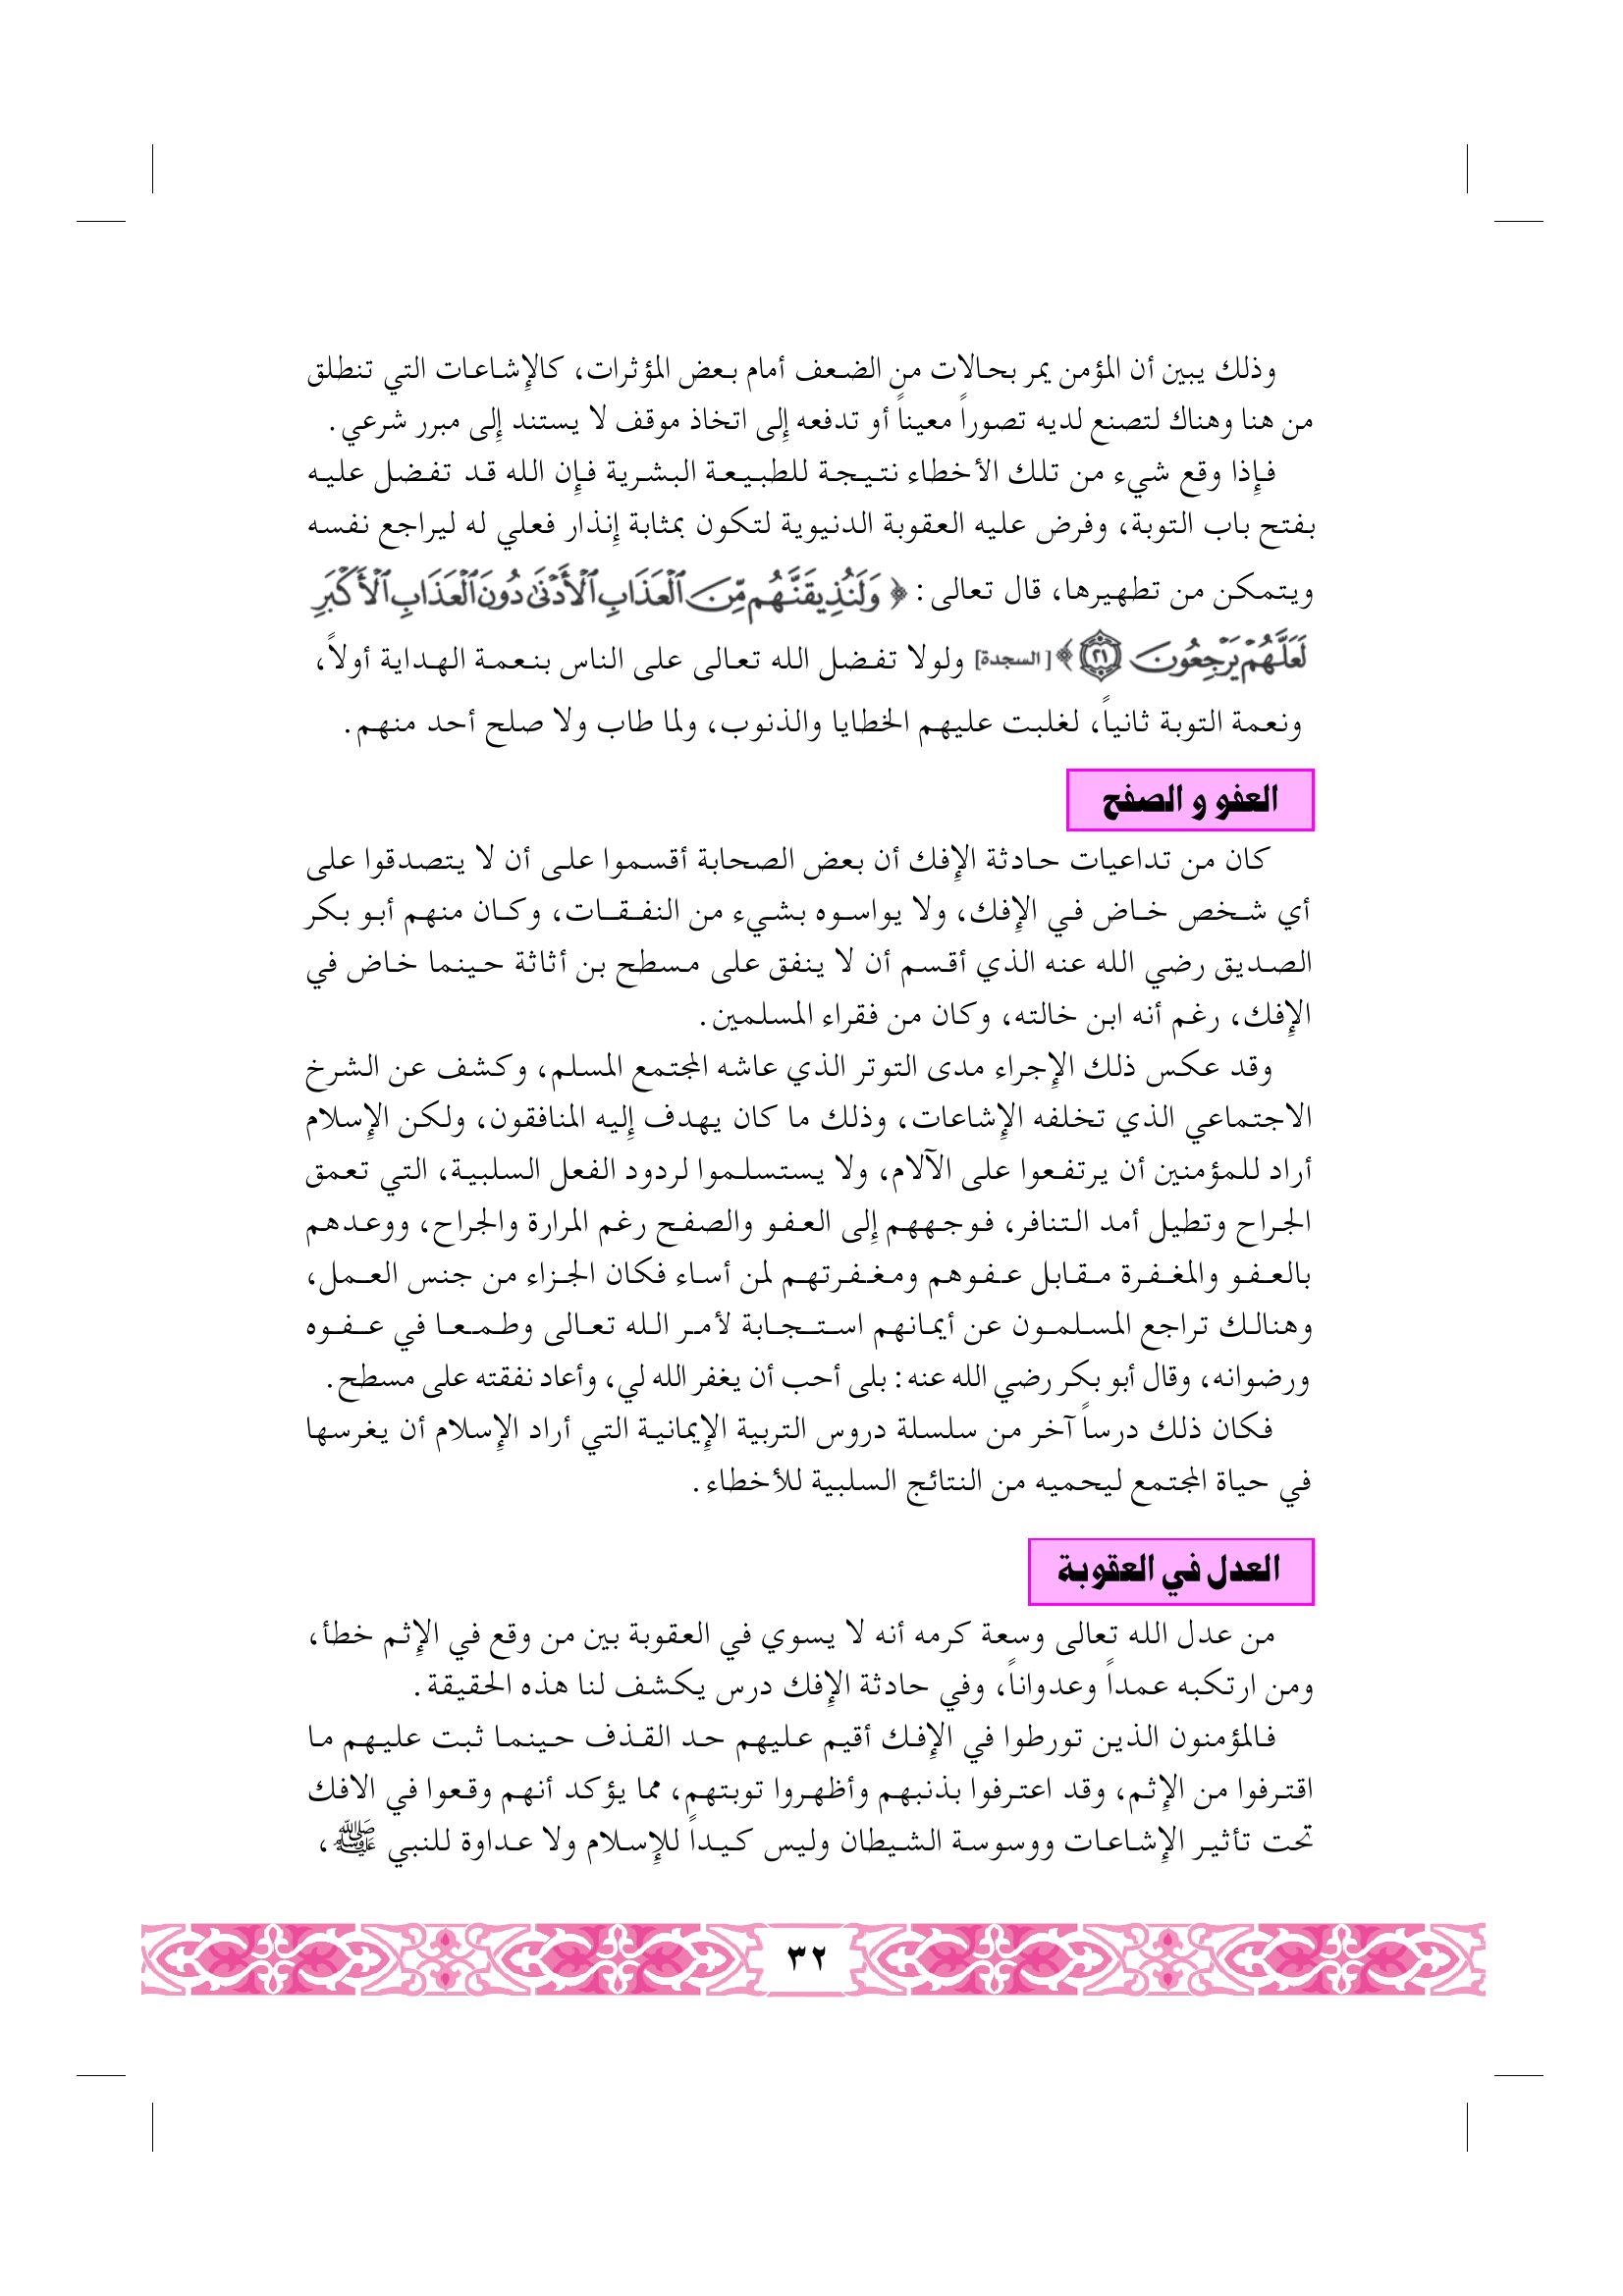 وذلك يبين أن المؤمن يمر بحالات من الضعف أمام بعض المؤثرات، كالإشاعات التي تنطلق
من هنا وهناك لتصنع لديه تصوراً معيناً أو تدفعه إلى اتخاذ موقف لا يستند إلى مبرر شرعي.
فإذا وقع شيء من تلك الأخطاء نتيجة للطبيعة البشرية فإن الله قد تفضل عليه
بفتح باب التوبة، وفرض عليه العقوبة الدنيوية لتكون بمثابة إنذار فعلي له ليراجع نفسه
ويتمكن من تطهيرها، قال تعالى: ﴿ وَلَنُذِيقَنَّهُم مِّنَ ٱلْعَذَابِ ٱلْأَدْنَىٰ دُونَ ٱلْعَذَابِ ٱلْأَكْبَرِ
لَعَلَّهُمْ يَرْجِعُونَ ٢١ ﴾ [السجدة] ولولا تفضل الله تعالى على الناس بنعمة الهداية أولاً،
ونعمة التوبة ثانياً، لغلبت عليهم الخطايا والذنوب، ولما طاب ولا صلح أحد منهم.
العفو و الصفح
كان من تداعيات حادثة الإفك أن بعض الصحابة أقسموا على أن لا يتصدقوا على
أي شخص خاض في الإفك، ولا يواسوه بشيء من النفقات، وكان منهم أبو بكر
الصديق رضي الله عنه الذي أقسم أن لا ينفق على مسطح بن أثاثة حينما خاض في
الإفك، رغم أنه ابن خالته، وكان من فقراء المسلمين.
وقد عكس ذلك الإجراء مدى التوتر الذي عاشه المجتمع المسلم، وكشف عن الشرخ
الاجتماعي الذي تخلفه الإشاعات، وذلك ما كان يهدف إليه المنافقون، ولكن الإسلام
أراد للمؤمنين أن يرتفعوا على الآلام، ولا يستسلموا لردود الفعل السلبية، التي تعمق
الجراح وتطيل أمد التنافر، فوجههم إلى العفو والصفح رغم المرارة والجراح، ووعدهم
بالعفو والمغفرة مقابل عفوهم ومغفرتهم لمن أساء فكان الجزاء من جنس العمل،
وهنالك تراجع المسلمون عن أيمانهم استجابة لأمر الله تعالى وطمعا في عفوه
ورضوانه، وقال أبو بكر رضي الله عنه: بلى أحب أن يغفر الله لي، وأعاد نفقته على مسطح.
فكان ذلك درساً آخر من سلسلة دروس التربية الإيمانية التي أراد الإسلام أن يغرسها
في حياة المجتمع ليحميه من النتائج السلبية للأخطاء.
العدل في العقوبة
من عدل الله تعالى وسعة كرمه أنه لا يسوي في العقوبة بين من وقع في الإثم خطأ،
ومن ارتكبه عمداً وعدواناً، وفي حادثة الإفك درس يكشف لنا هذه الحقيقة.
فالمؤمنون الذين تورطوا في الإفك أقيم عليهم حد القذف حينما ثبت عليهم ما
اقترفوا من الإثم، وقد اعترفوا بذنبهم وأظهروا توبتهم، مما يؤكد أنهم وقعوا في الافك
تحت تأثير الإشاعات ووسوسة الشيطان وليس كيداً للإسلام ولا عداوة للنبي ﷺ،
٣٢